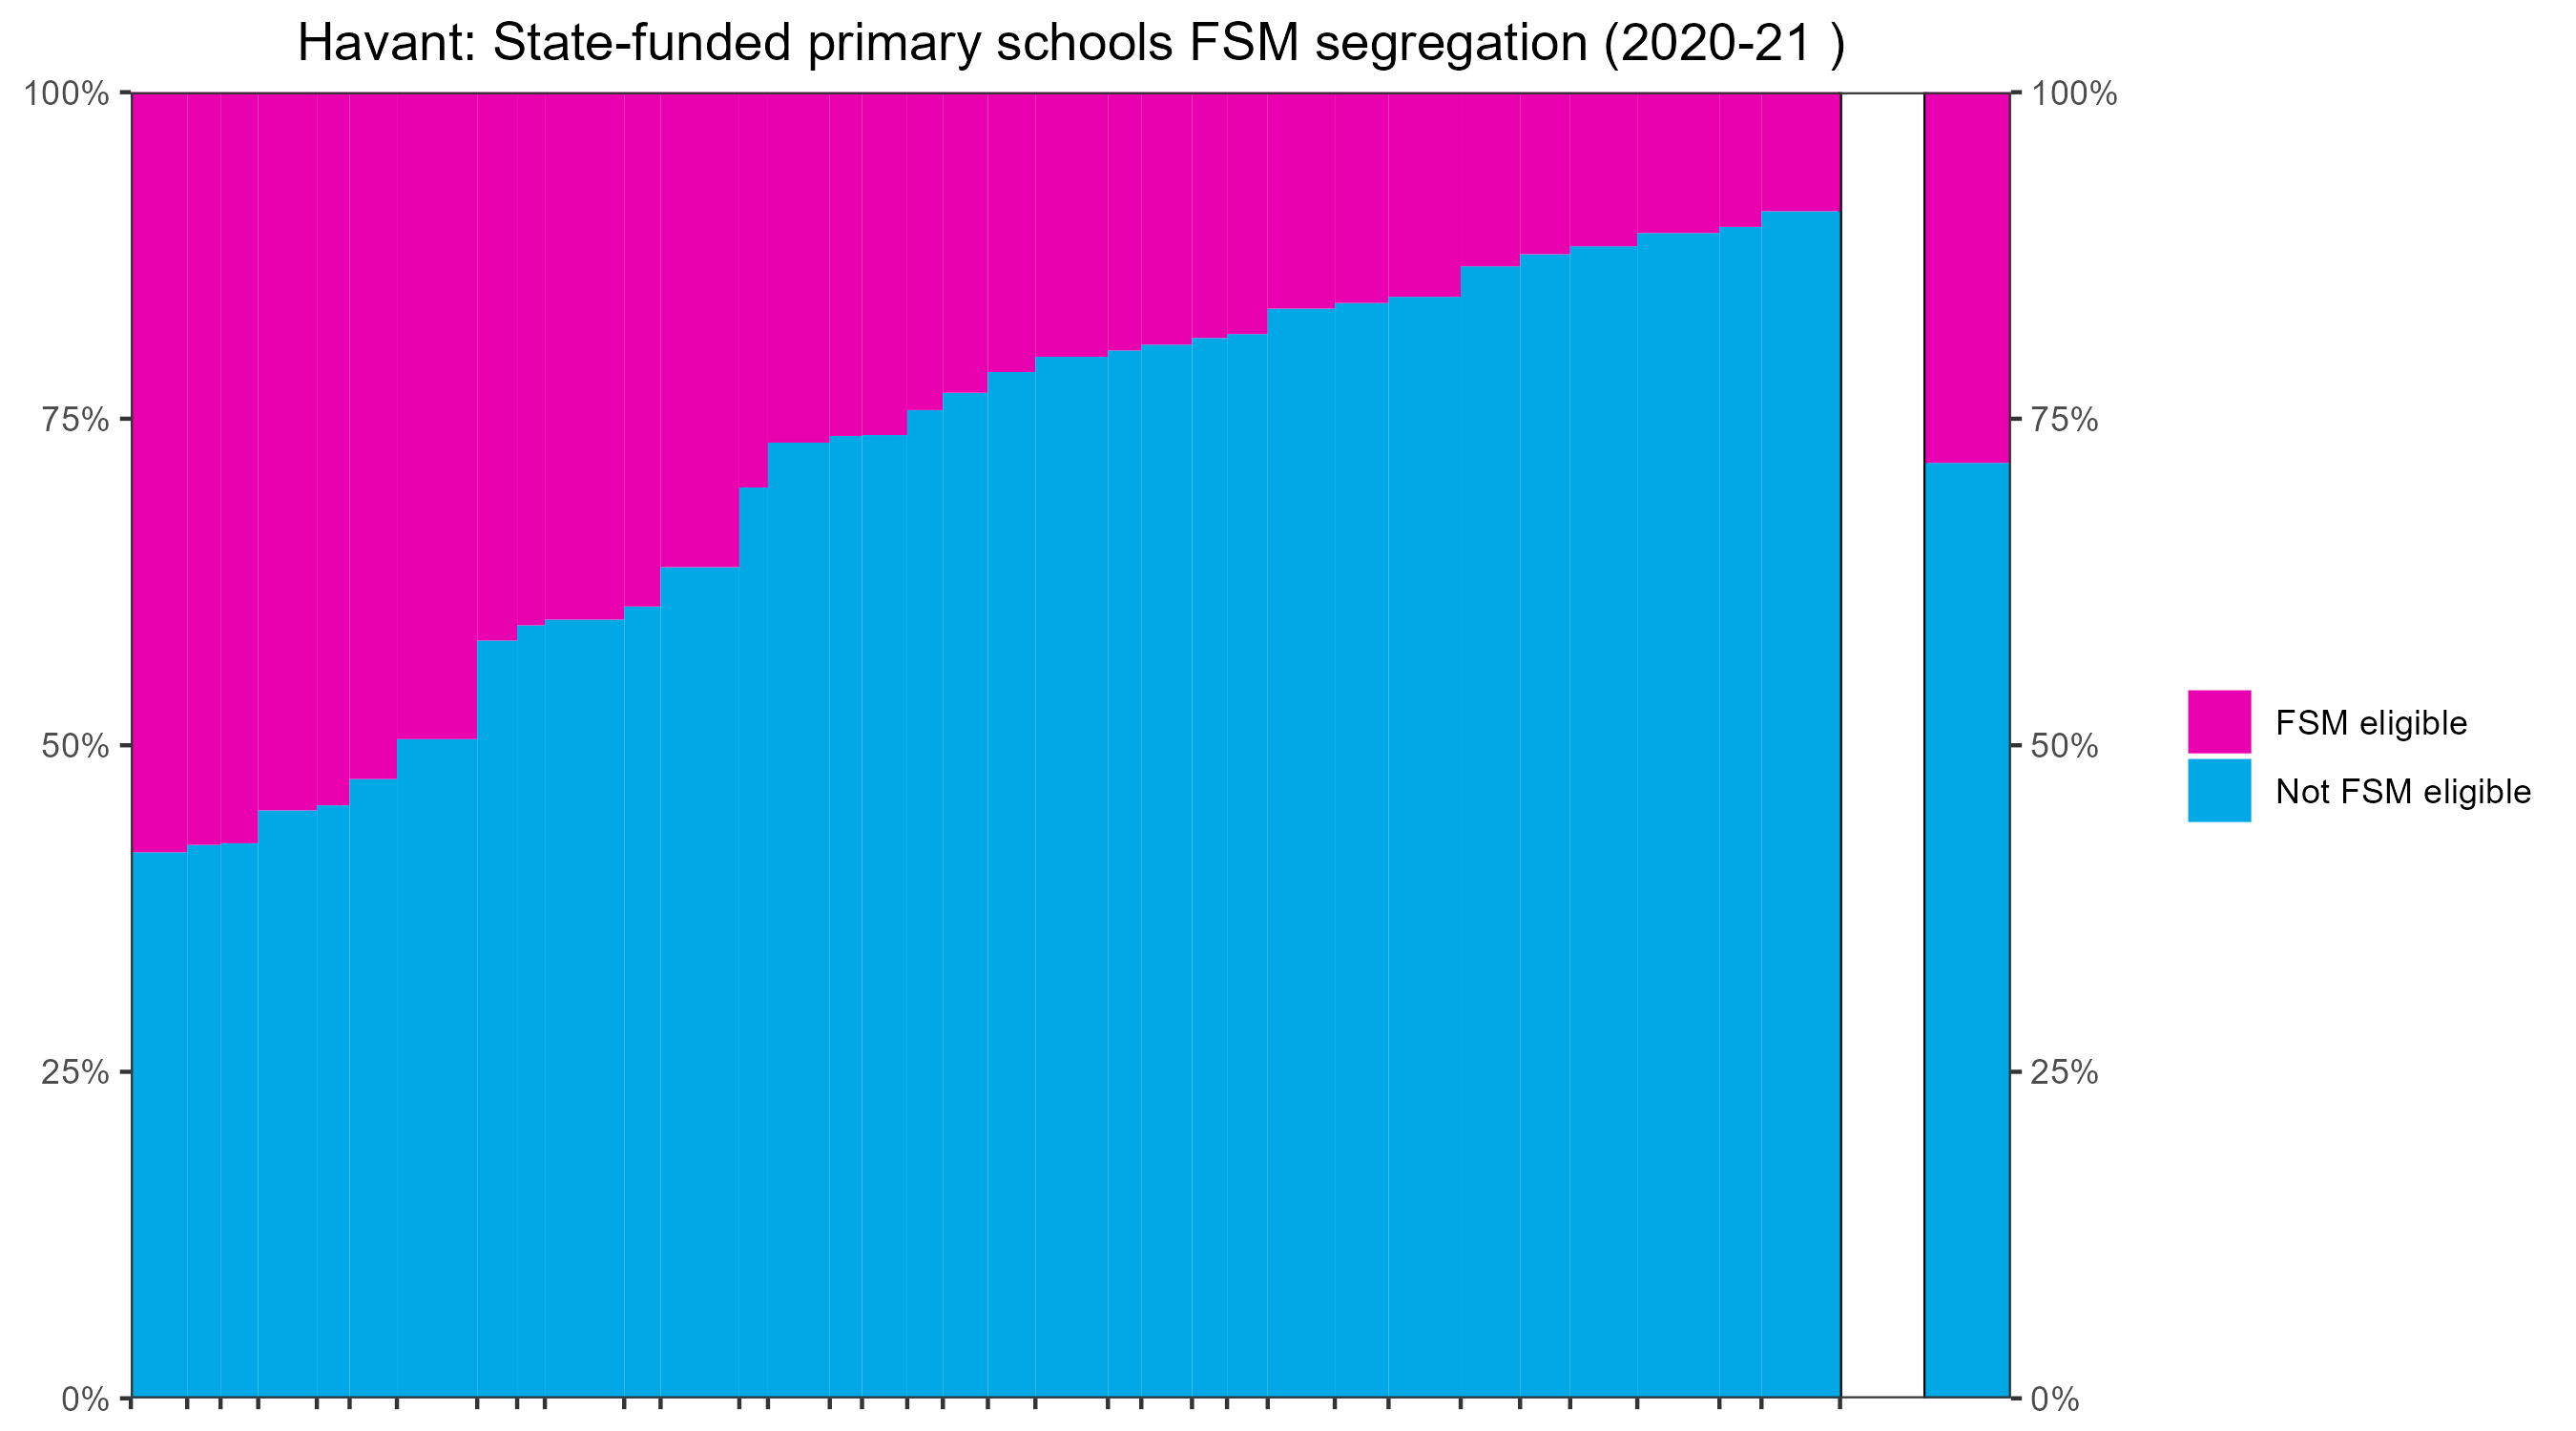 Havant: State-funded primary schools FSM segregation (2020-21 )
100% 100%
75% 75%
FSM eligible
50% 50%
Not FSM eligible
25% 25%
0% 0%